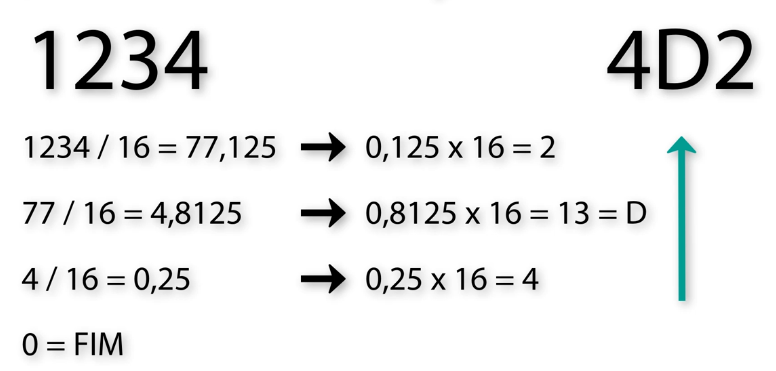 1234 4D2
1234 / 16 = 77,125 → 0,125 x 16 = 2
77 / 16 = 4,8125 → 0,8125 x 16 = 13 = D
4 / 16 = 0,25 → 0,25 x 16 = 4
0 = FIM